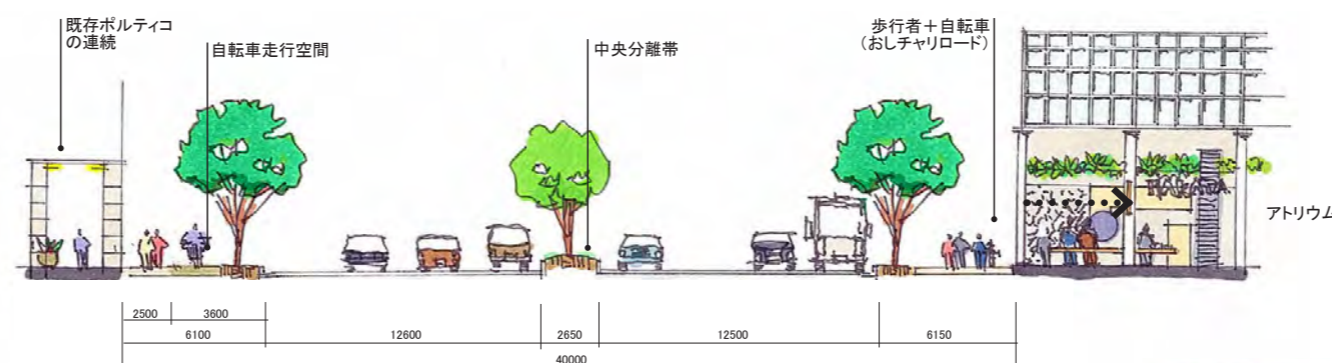 既存ポルティコ
の連続
自転車走行空間
中央分離帯
歩行者＋自転車
（おしチャリロード）
アトリウム
2500
3600
6100
12600
2650
12500
6150
40000